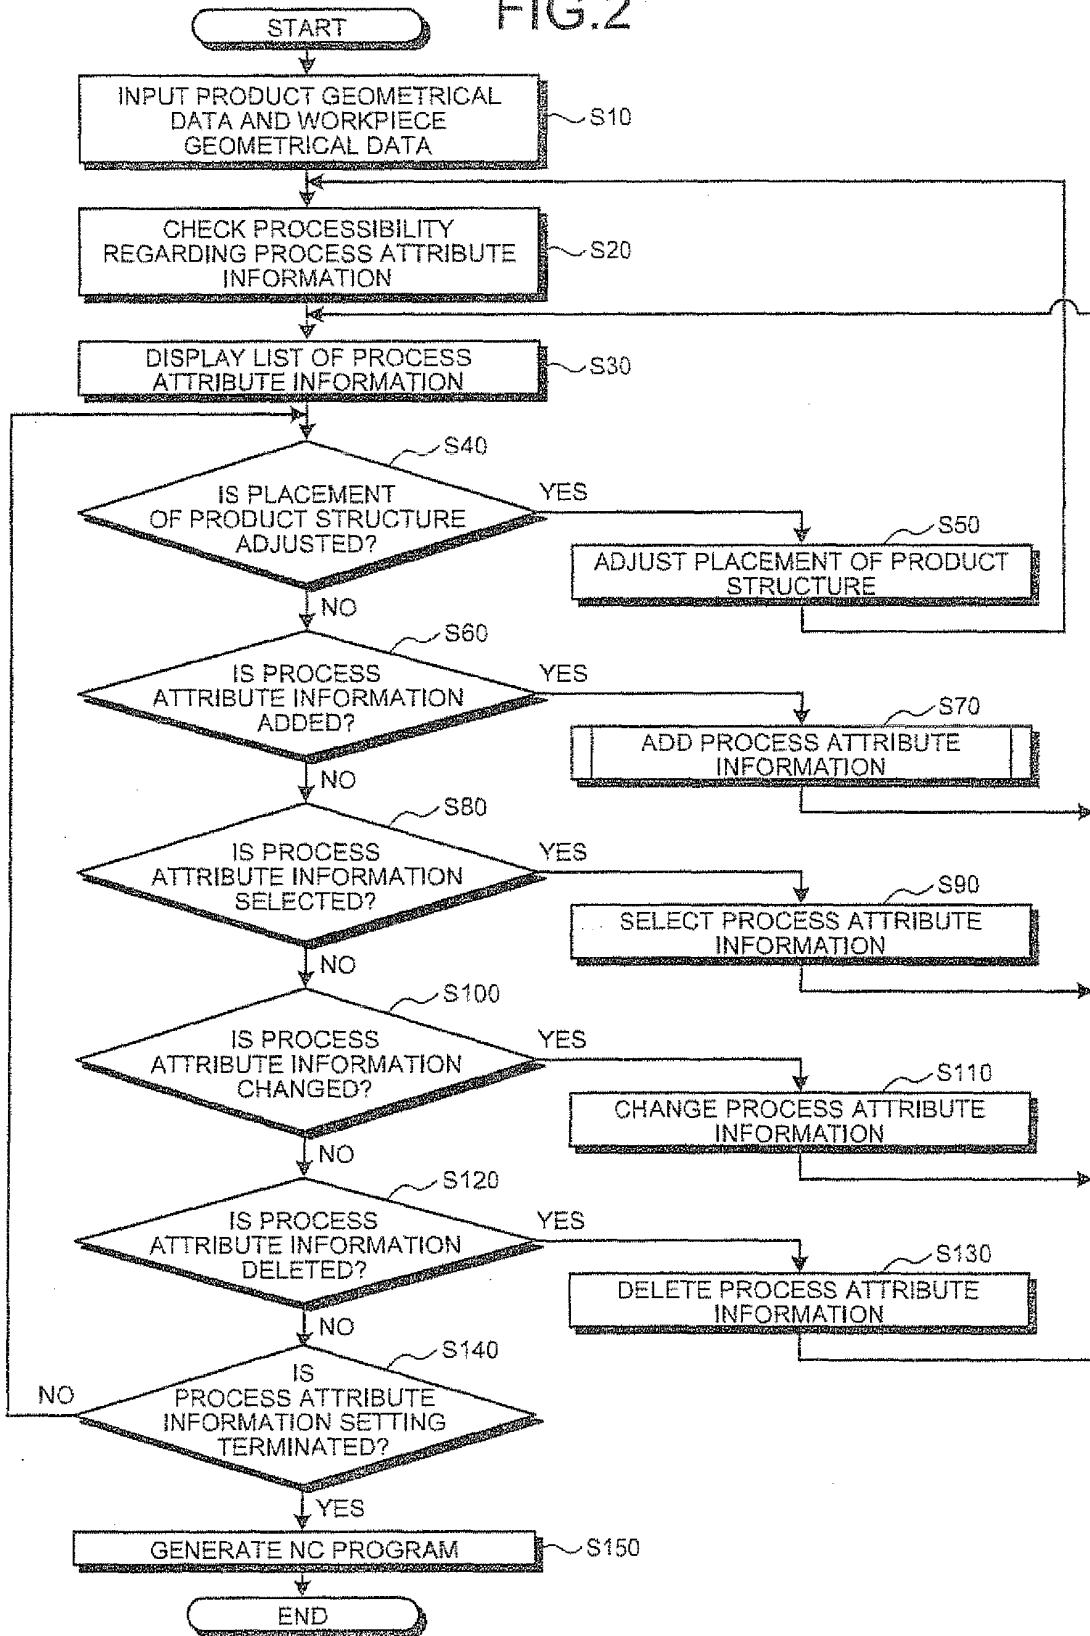 FIG.2
START
INPUT PRODUCT GEOMETRICAL
DATA AND WORKPIECE
GEOMETRICAL DATA
S10
CHECK PROCESSIBILITY
REGARDING PROCESS ATTRIBUTE
INFORMATION
S20
DISPLAY LIST OF PROCESS
ATTRIBUTE INFORMATION
S30
S40
IS PLACEMENT
OF PRODUCT STRUCTURE
ADJUSTED?
YES
S50
ADJUST PLACEMENT OF PRODUCT
STRUCTURE
NO
S60
IS PROCESS
ATTRIBUTE INFORMATION
ADDED?
YES
S70
ADD PROCESS ATTRIBUTE
INFORMATION
NO
S80
IS PROCESS
ATTRIBUTE INFORMATION
SELECTED?
YES
S90
SELECT PROCESS ATTRIBUTE
INFORMATION
NO
S100
IS PROCESS
ATTRIBUTE INFORMATION
CHANGED?
YES
S110
CHANGE PROCESS ATTRIBUTE
INFORMATION
NO
S120
IS PROCESS
ATTRIBUTE INFORMATION
DELETED?
YES
S130
DELETE PROCESS ATTRIBUTE
INFORMATION
NO
S140
IS
PROCESS ATTRIBUTE
INFORMATION SETTING
TERMINATED?
NO
YES
GENERATE NC PROGRAM
S150
END